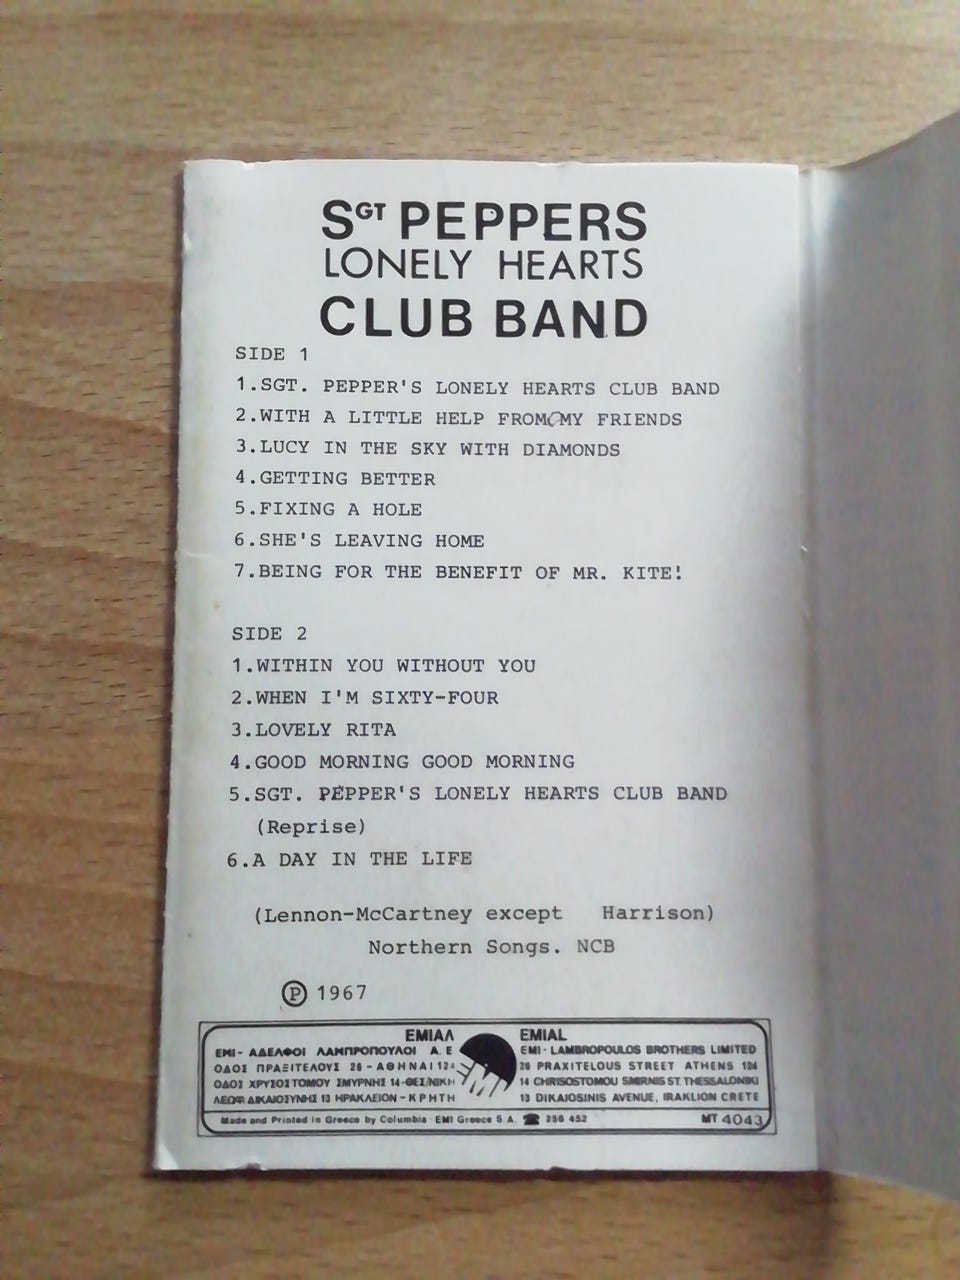 SGT PEPPERS
LONELY HEARTS
CLUB BAND
SIDE 1
1.SGT. PEPPER'S LONELY HEARTS CLUB BAND
2.WITH A LITTLE HELP FROM MY FRIENDS
3.LUCY IN THE SKY WITH DIAMONDS
4.GETTING BETTER
5.FIXING A HOLE
6.SHE'S LEAVING HOME
7.BEING FOR THE BENEFIT OF MR. KITE!
SIDE 2
1.WITHIN YOU WITHOUT YOU
2.WHEN I'M SIXTY-FOUR
3.LOVELY RITA
4.GOOD MORNING GOOD MORNING
5.SGT. PEPPER'S LONELY HEARTS CLUB BAND
(Reprise)
6.A DAY IN THE LIFE
(Lennon-McCartney except Harrison)
Northern Songs. NCB
Ⓟ 1967
ΕΜΙΑΛ
ΕΜΙ - ΑΔΕΛΦΟΙ ΛΑΜΠΡΟΠΟΥΛΟΙ Α.Ε
ΟΔΟΣ ΠΡΑΞΙΤΕΛΟΥΣ 26 - ΑΘΗΝΑΙ 124
ΟΔΟΣ ΧΡΥΣΟΣΤΟΜΟΥ ΣΜΥΡΝΗΣ 14-ΘΕΣ/ΝΙΚΗ
ΛΕΩΦ. ΔΙΚΑΙΟΣΥΝΗΣ 13 ΗΡΑΚΛΕΙΟΝ - ΚΡΗΤΗ
EMIAL
EMI - LAMBROPOULOS BROTHERS LIMITED
26 PRAXITELOUS STREET ATHENS 124
14 CHRISOSTOMOU SMIRNIS ST. THESSALONIKI
13 DIKAIOSINIS AVENUE, IRAKLION CRETE
Made and Printed in Greece by Columbia - EMI Greece S.A. ☎ 256 452
MT 4043